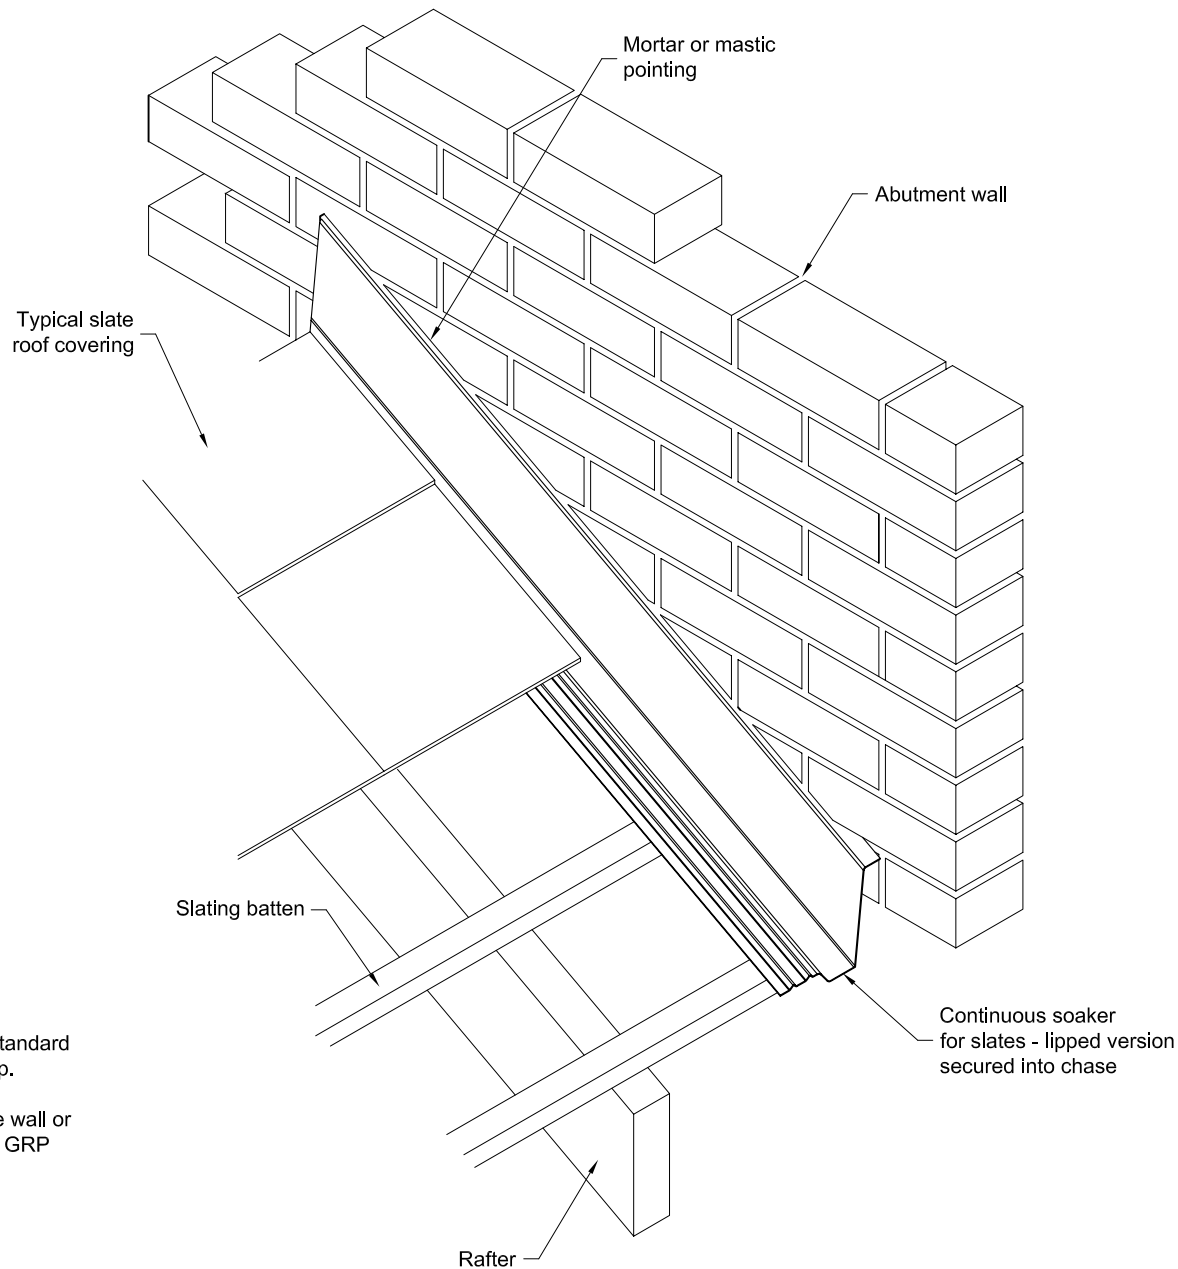 Mortar or mastic
pointing
Abutment wall
Typical slate
roof covering
Slating batten
Continuous soaker
for slates - lipped version
secured into chase
wall or
GRP
Rafter